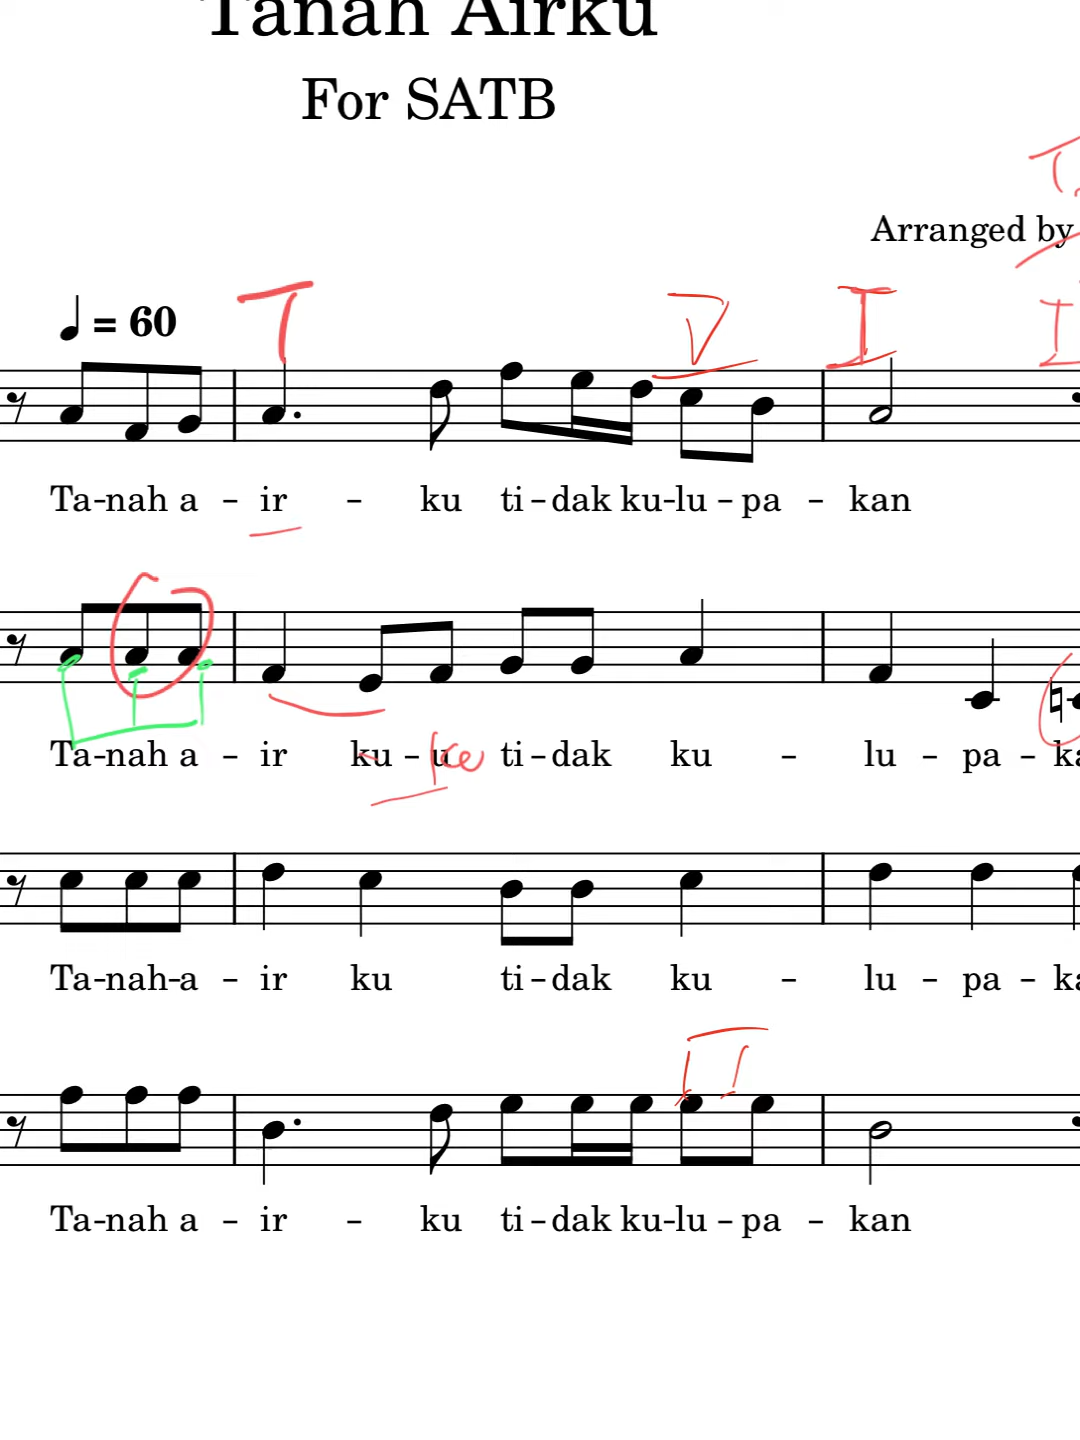 Tanah Airku
For SATB
T
Arranged by
= 60
T
V
I
I
Ta-nah a - ir - ku ti-dak ku-lu - pa - kan
Ta-nah a - ir ku - u ti-dak ku - lu - pa - ka
ke
Ta-nah-a - ir ku ti-dak ku - lu - pa - ka
Ta-nah a - ir - ku ti-dak ku-lu - pa - kan